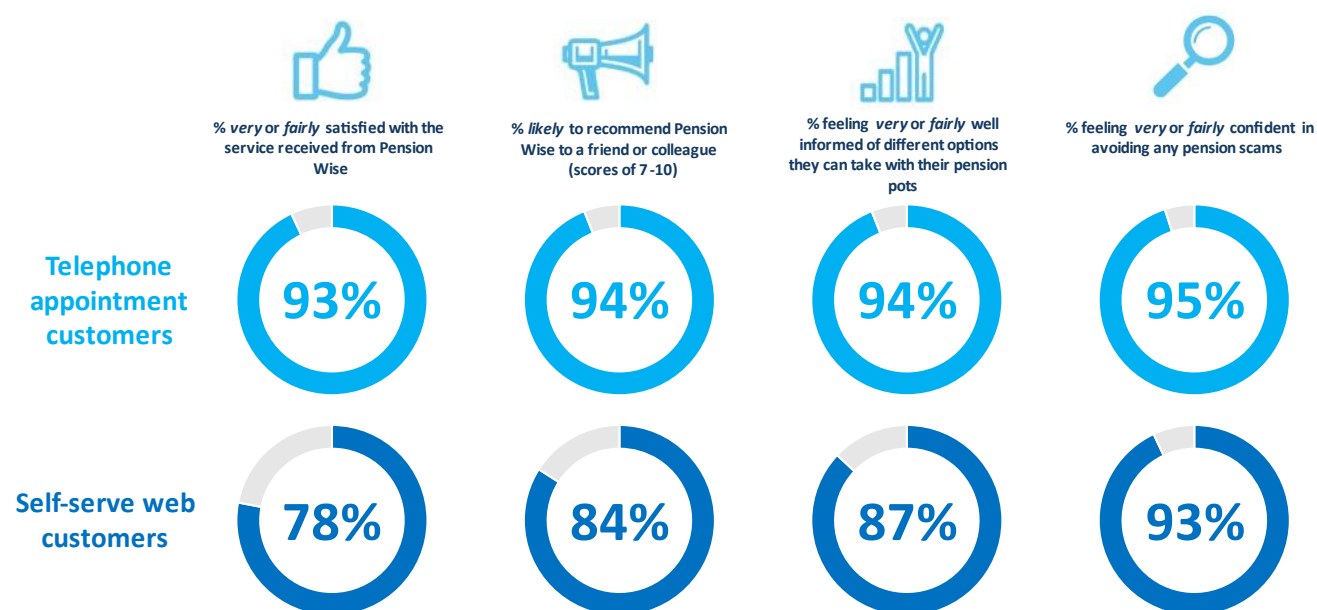 % very or fairly satisfied with the
service received from Pension
Wise
% likely to recommend Pension
Wise to a friend or colleague
(scores of 7-10)
% feeling very or fairly well
informed of different options
they can take with their pension
pots
% feeling very or fairly confident in
avoiding any pension scams
Telephone
appointment
customers
93%
94%
94%
95%
Self-serve web
customers
78%
84%
87%
93%